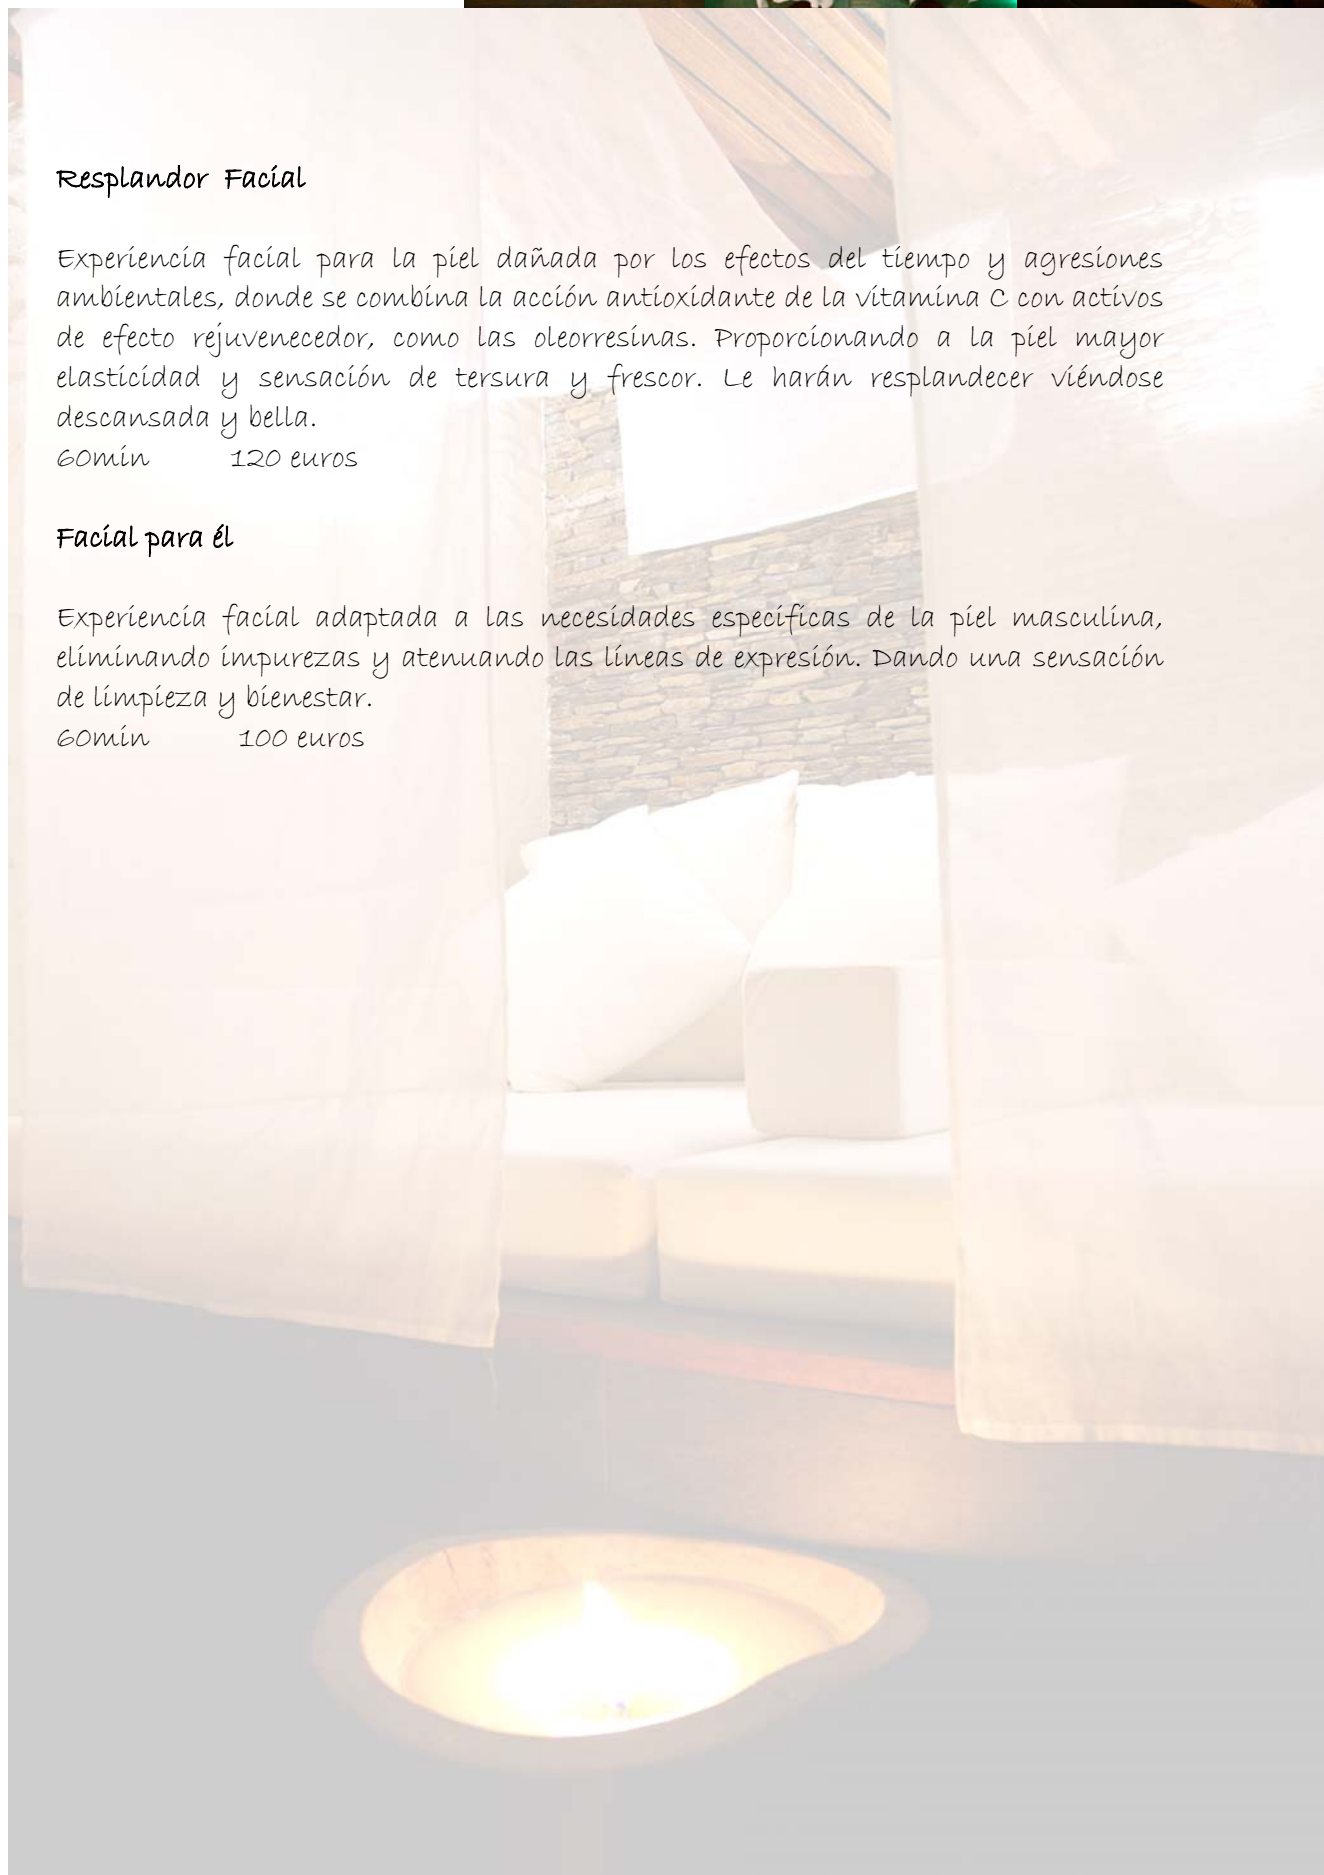 Resplandor Facial
Experiencia facial para la piel dañada por los efectos del tiempo y agresiones
ambientales, donde se combina la acción antioxidante de la vitamina C con activos
de efecto rejuvenecedor, como las oleorresinas. Proporcionando a la piel mayor
elasticidad y sensación de tersura y frescor. Le harán resplandecer viéndose
descansada y bella.
60min 120 euros
Facial para él
Experiencia facial adaptada a las necesidades específicas de la piel masculina,
eliminando impurezas y atenuando las líneas de expresión. Dando una sensación
de limpieza y bienestar.
60min 100 euros